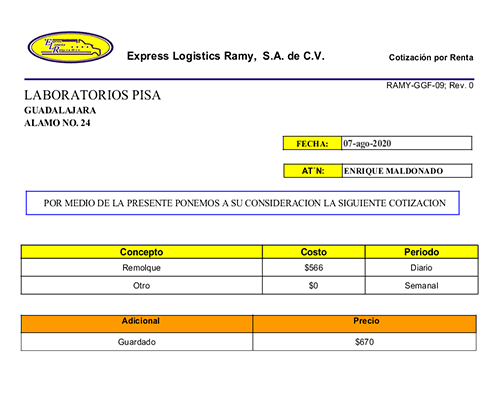 Express Logistics Ramy, S.A. de C.V.
Cotización por Renta
RAMY-GGF-09; Rev. 0
LABORATORIOS PISA
GUADALAJARA
ALAMO NO. 24
FECHA: 07-ago-2020
AT´N: ENRIQUE MALDONADO
POR MEDIO DE LA PRESENTE PONEMOS A SU CONSIDERACION LA SIGUIENTE COTIZACION
Concepto Costo Periodo
Remolque $566 Diario
Otro $0 Semanal
Adicional Precio
Guardado $670